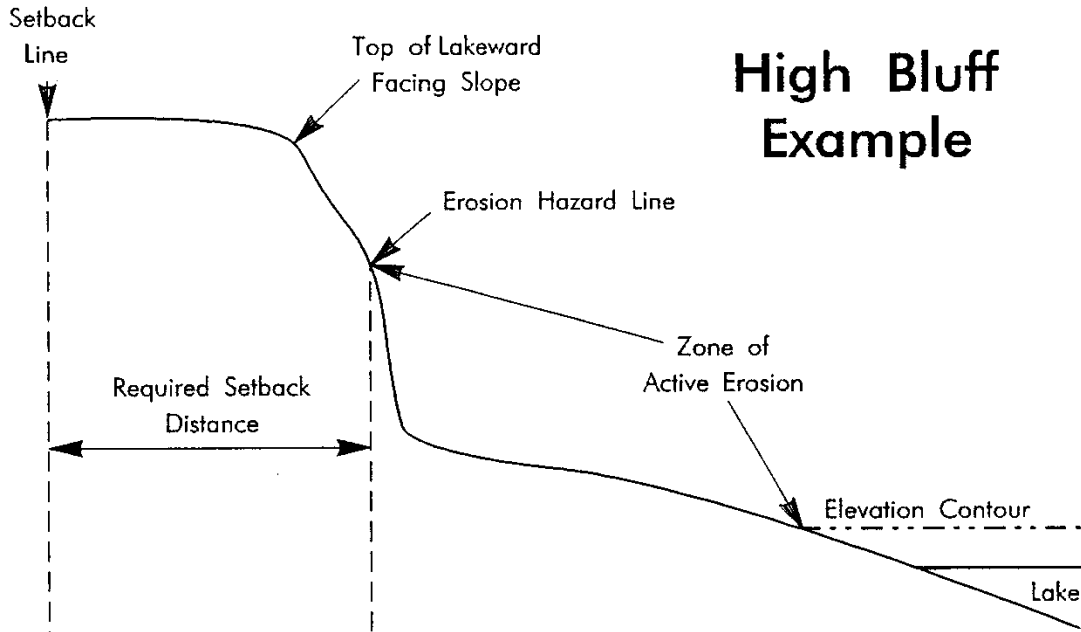 Setback
Line
Top of Lakeward
Facing Slope
High Bluff
Example
Erosion Hazard Line
Zone of
Active Erosion
Required Setback
Distance
Elevation Contour
Lake